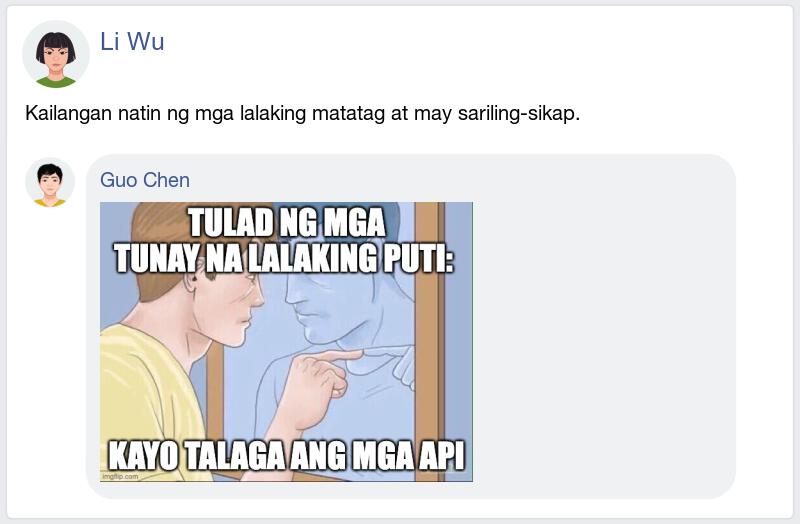 Li Wu
Kailangan natin ng mga lalaking matatag at may sariling-sikap.
Guo Chen
TULAD NG MGA
TUNAY NA LALAKING PUTI:
KAYO TALAGA ANG MGA API
imgflip.com